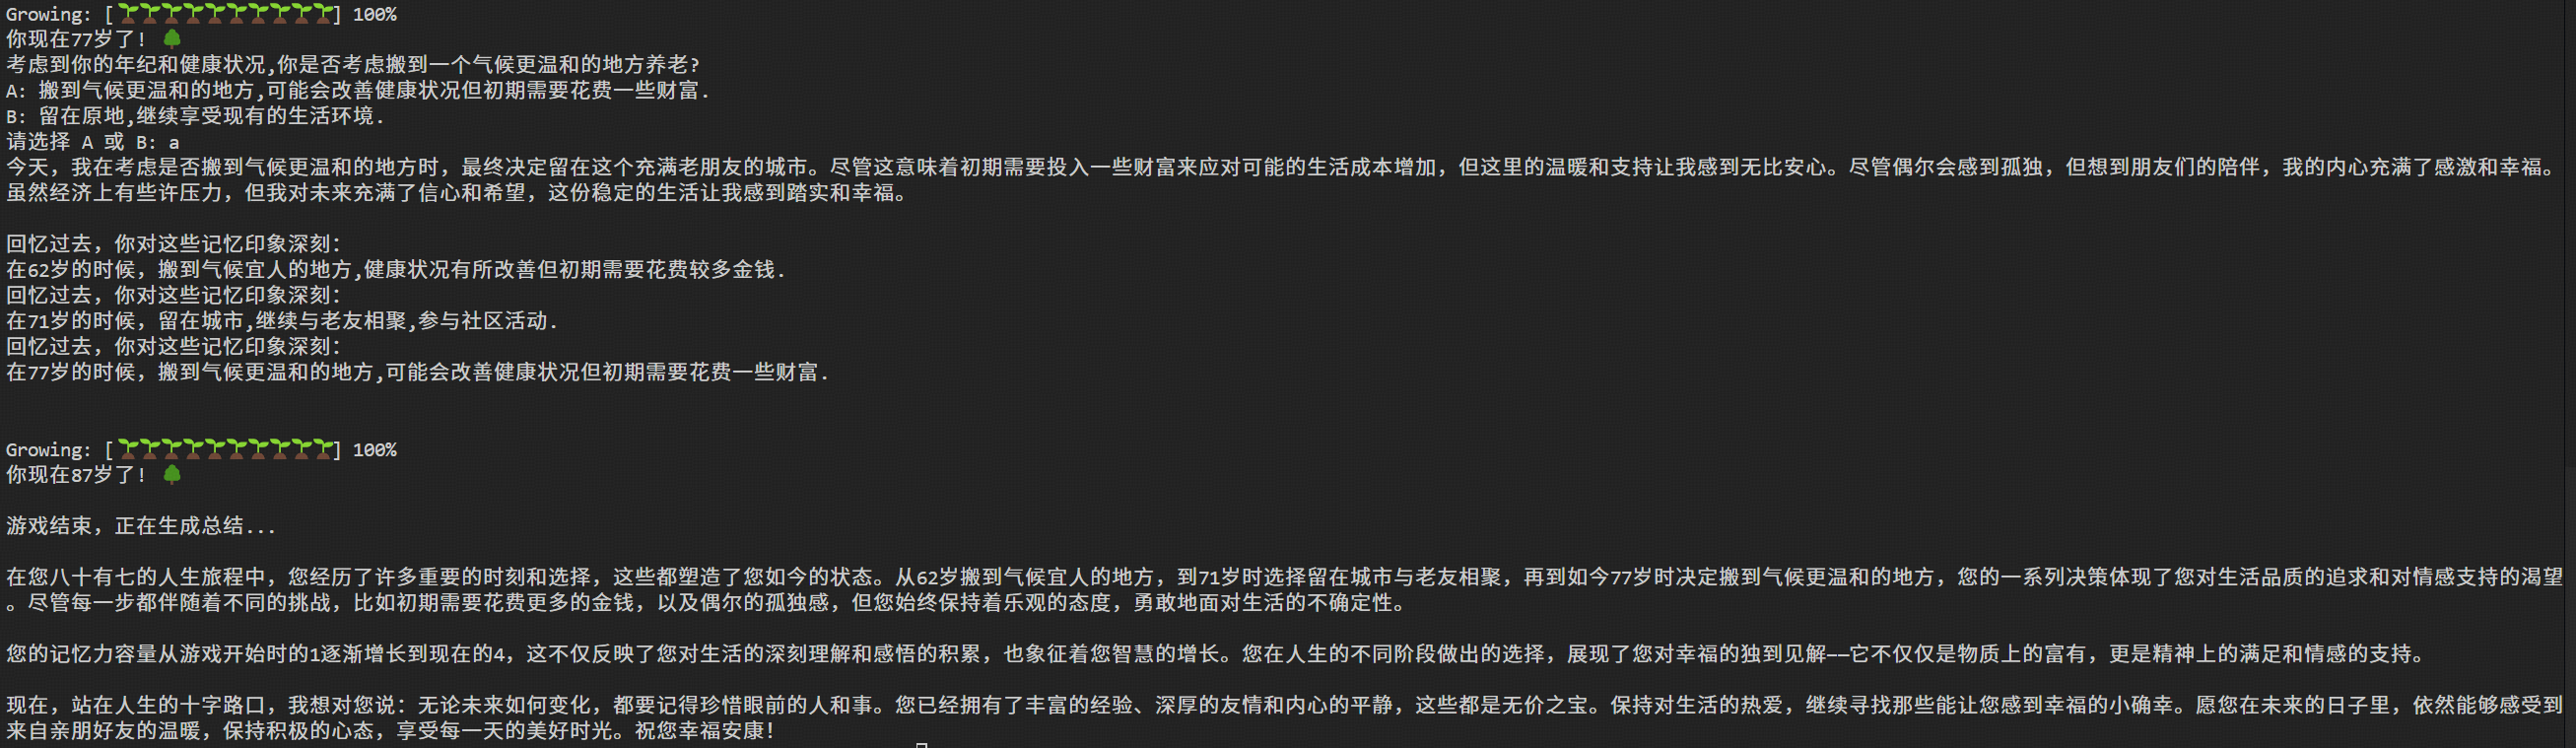 Growing: [🌱🌱🌱🌱🌱🌱🌱🌱🌱🌱] 100%
你现在77岁了! 🌳
考虑到你的年纪和健康状况,你是否考虑搬到一个气候更温和的地方养老?
A: 搬到气候更温和的地方,可能会改善健康状况但初期需要花费一些财富.
B: 留在原地,继续享受现有的生活环境.
请选择 A 或 B: a
今天，我在考虑是否搬到气候更温和的地方时，最终决定留在这个充满老朋友的城市。尽管这意味着初期需要投入一些财富来应对可能的生活成本增加，但这里的温暖和支持让我感到无比安心。尽管偶尔会感到孤独，但想到朋友们的陪伴，我的内心充满了感激和幸福。
虽然经济上有些许压力，但我对未来充满了信心和希望，这份稳定的生活让我感到踏实和幸福。
回忆过去，你对这些记忆印象深刻：
在62岁的时候，搬到气候宜人的地方,健康状况有所改善但初期需要花费较多金钱.
回忆过去，你对这些记忆印象深刻：
在71岁的时候，留在城市,继续与老友相聚,参与社区活动.
回忆过去，你对这些记忆印象深刻：
在77岁的时候，搬到气候更温和的地方,可能会改善健康状况但初期需要花费一些财富.
Growing: [🌱🌱🌱🌱🌱🌱🌱🌱🌱🌱] 100%
你现在87岁了! 🌳
游戏结束，正在生成总结...
在您八十有七的人生旅程中，您经历了许多重要的时刻和选择，这些都塑造了您如今的状态。从62岁搬到气候宜人的地方，到71岁时选择留在城市与老友相聚，再到如今77岁时决定搬到气候更温和的地方，您的一系列决策体现了您对生活品质的追求和对情感支持的渴望
。尽管每一步都伴随着不同的挑战，比如初期需要花费更多的金钱，以及偶尔的孤独感，但您始终保持着乐观的态度，勇敢地面对生活的不确定性。
您的记忆力容量从游戏开始时的1逐渐增长到现在的4，这不仅反映了您对生活的深刻理解和感悟的积累，也象征着您智慧的增长。您在人生的不同阶段做出的选择，展现了您对幸福的独到见解——它不仅仅是物质上的富有，更是精神上的满足和情感的支持。
现在，站在人生的十字路口，我想对您说：无论未来如何变化，都要记得珍惜眼前的人和事。您已经拥有了丰富的经验、深厚的友情和内心的平静，这些都是无价之宝。保持对生活的热爱，继续寻找那些能让您感到幸福的小确幸。愿您在未来的日子里，依然能够感受到
来自亲朋好友的温暖，保持积极的心态，享受每一天的美好时光。祝您幸福安康！